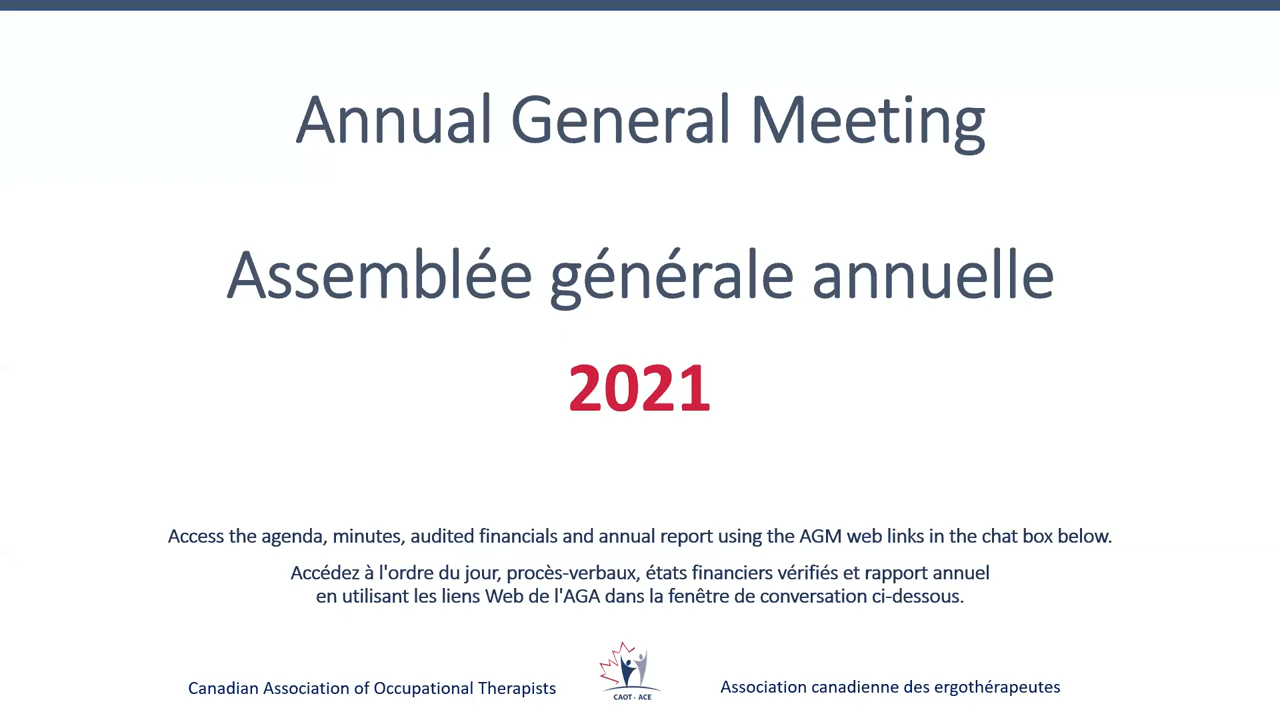 Annual General Meeting
Assemblée générale annuelle
2021
Access the agenda, minutes, audited financials and annual report using the AGM web links in the chat box below.
Accédez à l'ordre du jour, procès-verbaux, états financiers vérifiés et rapport annuel
en utilisant les liens Web de l'AGA dans la fenêtre de conversation ci-dessous.
Canadian Association of Occupational Therapists
CAOT - ACE
Association canadienne des ergothérapeutes